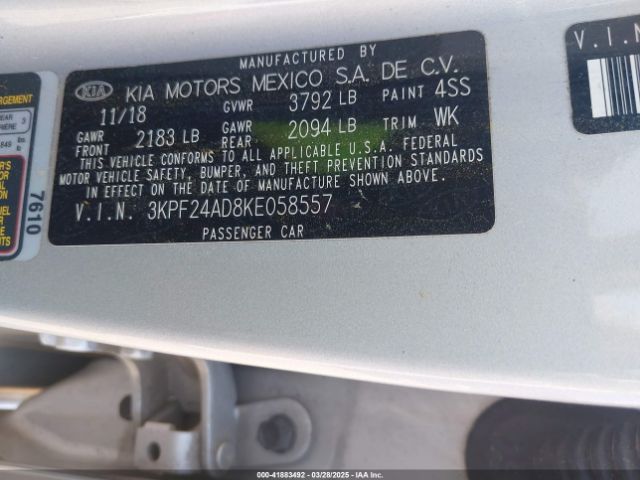 MANUFACTURED BY
KIA KIA MOTORS MEXICO S.A. DE C.V.
11/18 GVWR 3792 LB PAINT 4SS
GAWR FRONT 2183 LB GAWR REAR 2094 LB TRIM WK
THIS VEHICLE CONFORMS TO ALL APPLICABLE U.S.A. FEDERAL
MOTOR VEHICLE SAFETY, BUMPER, AND THEFT PREVENTION STANDARDS
IN EFFECT ON THE DATE OF MANUFACTURE SHOWN ABOVE.
V.I.N. 3KPF24AD8KE058557
PASSENGER CAR
7610
V.I.N
000-41883492 - 03/28/2025 - IAAI.CA